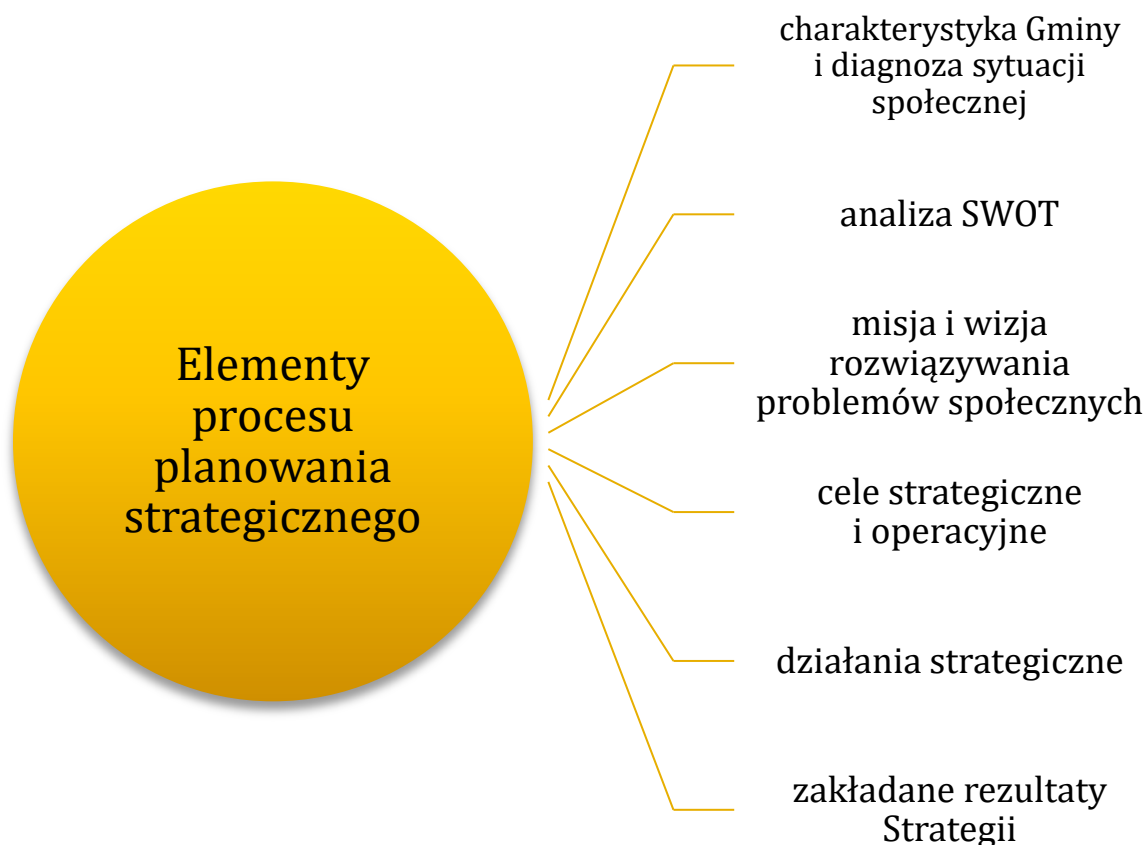 Elementy
procesu
planowania
strategicznego
charakterystyka Gminy
i diagnoza sytuacji
społecznej
analiza SWOT
misja i wizja
rozwiązywania
problemów społecznych
cele strategiczne
i operacyjne
działania strategiczne
zakładane rezultaty
Strategii